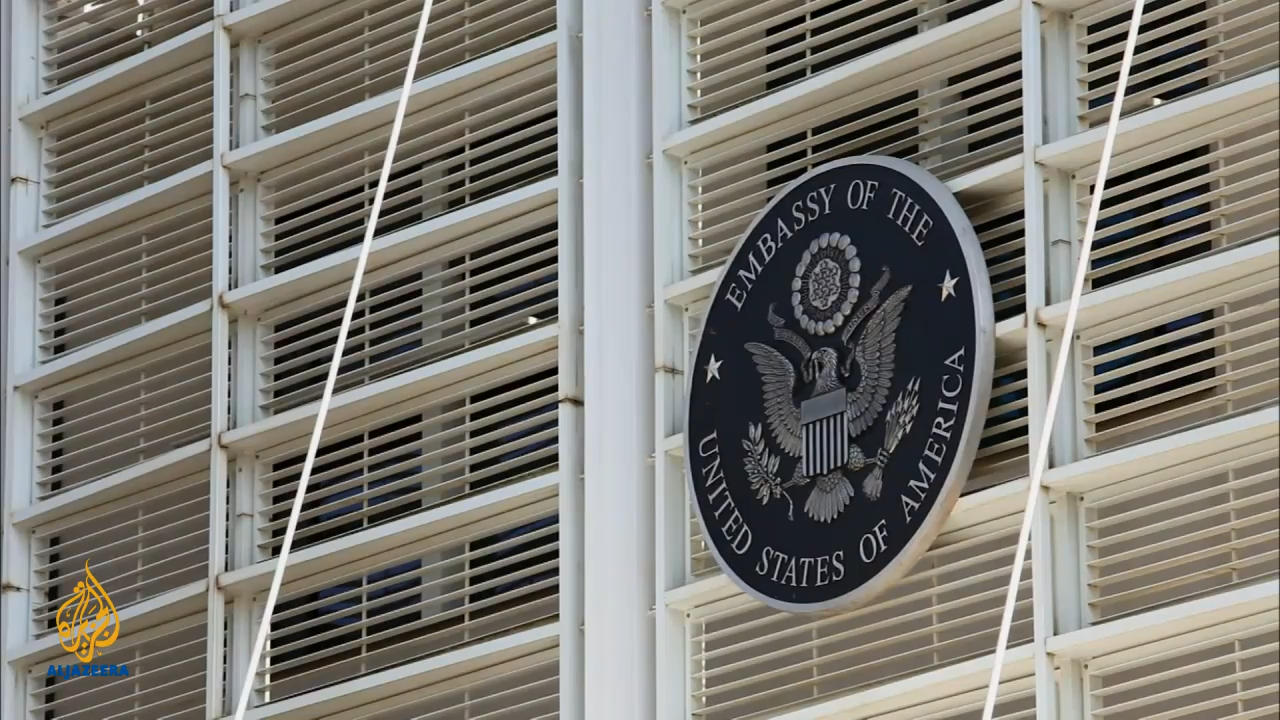 EMBASSY OF THE
UNITED STATES OF AMERICA
الجزيرة
ALJAZEERA